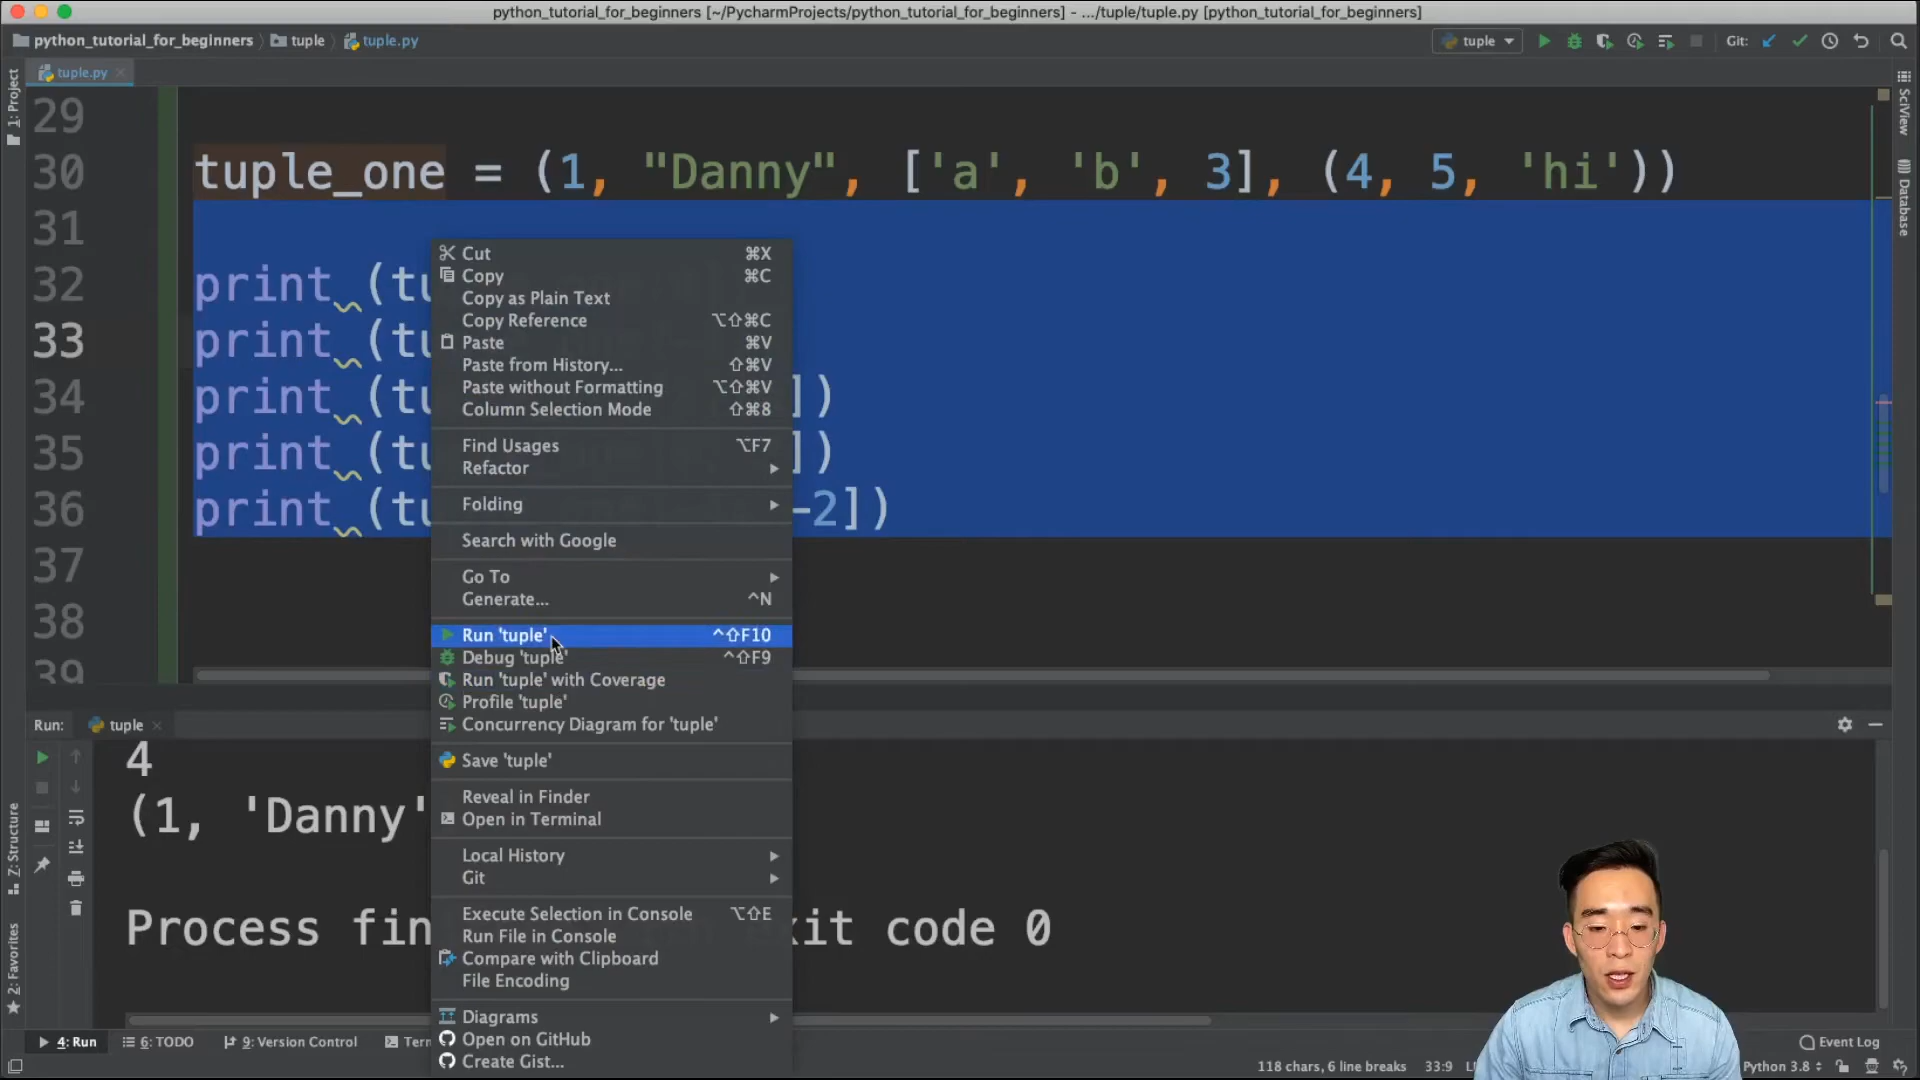 python_tutorial_for_beginners [~/PycharmProjects/python_tutorial_for_beginners] - .../tuple/tuple.py [python_tutorial_for_beginners]
python_tutorial_for_beginners tuple tuple.py
tuple Git:
tuple.py
1: Project
SciView
Database
29
30 tuple_one = (1, "Danny", ['a', 'b', 3], (4, 5, 'hi'))
31
32 print (tu
33 print (tu
34 print (tu ])
35 print (tu ])
36 print (tu -2])
37
38
39
Cut ⌘X
Copy ⌘C
Copy as Plain Text
Copy Reference ⌥⇧⌘C
Paste ⌘V
Paste from History... ⇧⌘V
Paste without Formatting ⌥⇧⌘V
Column Selection Mode ⇧⌘8
Find Usages ⌥F7
Refactor
Folding
Search with Google
Go To
Generate... ^N
Run 'tuple' ^⇧F10
Debug 'tuple' ^⇧F9
Run 'tuple' with Coverage
Profile 'tuple'
Concurrency Diagram for 'tuple'
Save 'tuple'
Reveal in Finder
Open in Terminal
Local History
Git
Execute Selection in Console ⌥⇧E
Run File in Console
Compare with Clipboard
File Encoding
Diagrams
Open on GitHub
Create Gist...
Run: tuple
4
(1, 'Danny'
Process fin xit code 0
Z: Structure
2: Favorites
4: Run 6: TODO 9: Version Control Term
Event Log
118 chars, 6 line breaks 33:9 Python 3.8